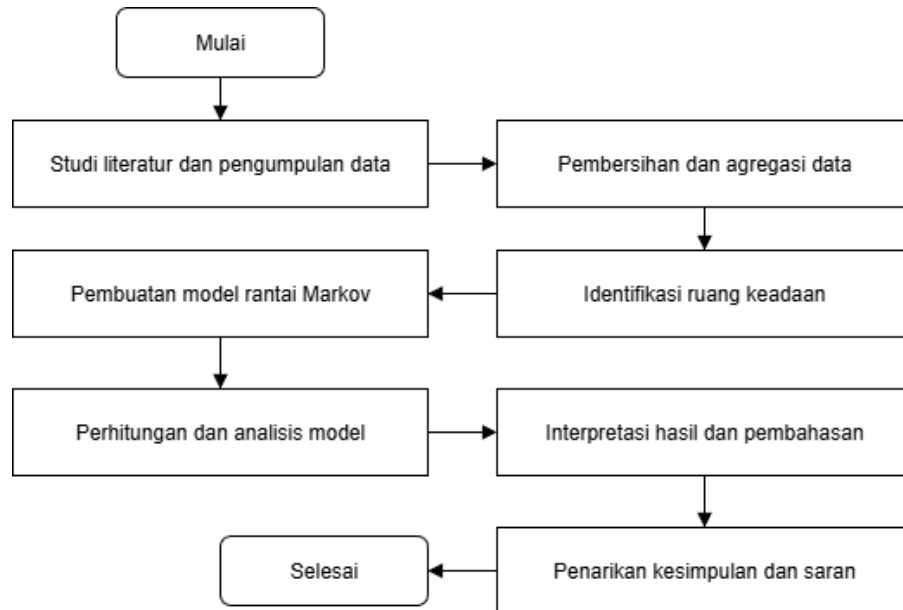 Mulai
Studi literatur dan pengumpulan data
Pembersihan dan agregasi data
Identifikasi ruang keadaan
Pembuatan model rantai Markov
Perhitungan dan analisis model
Interpretasi hasil dan pembahasan
Penarikan kesimpulan dan saran
Selesai